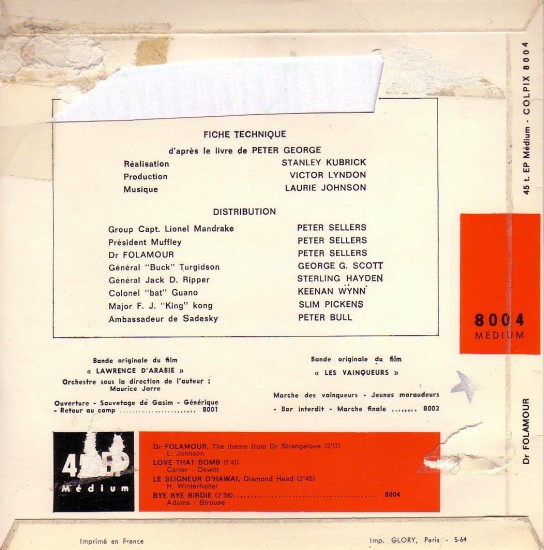 FICHE TECHNIQUE
d'après le livre de PETER GEORGE
Réalisation STANLEY KUBRICK
Production VICTOR LYNDON
Musique LAURIE JOHNSON
DISTRIBUTION
Group Capt. Lionel Mandrake PETER SELLERS
Président Muffley PETER SELLERS
Dr FOLAMOUR PETER SELLERS
Général "Buck" Turgidson GEORGE G. SCOTT
Général Jack D. Ripper STERLING HAYDEN
Colonel "bat" Guano KEENAN WYNN
Major F. J. "King" kong SLIM PICKENS
Ambassadeur de Sadesky PETER BULL
Bande originale du film
« LAWRENCE D'ARABIE »
Orchestre sous la direction de l'auteur :
Maurice Jarre
Ouverture - Sauvetage de Gasim - Générique
- Retour au camp ........................ 8001
Bande originale du film
« LES VAINQUEURS »
Marche des vainqueurs - Jeunes maraudeurs
- Bar interdit - Marche finale ........ 8003
45 EP
Médium
Dr FOLAMOUR, The theme from Dr Strangelove (2'17)
L. Johnson
LOVE THAT BOMB (1'41)
Carter - Dewitt
LE SEIGNEUR D'HAWAI, Diamond Head (2'45)
H. Winterhalter
BYE BYE BIRDIE (2'38)........................ 8004
Adams - Strouse
Imprimé en France
Imp. GLORY, Paris - 5-64
45 t. EP Médium - COLPIX 8004
8004
MEDIUM
Dr FOLAMOUR